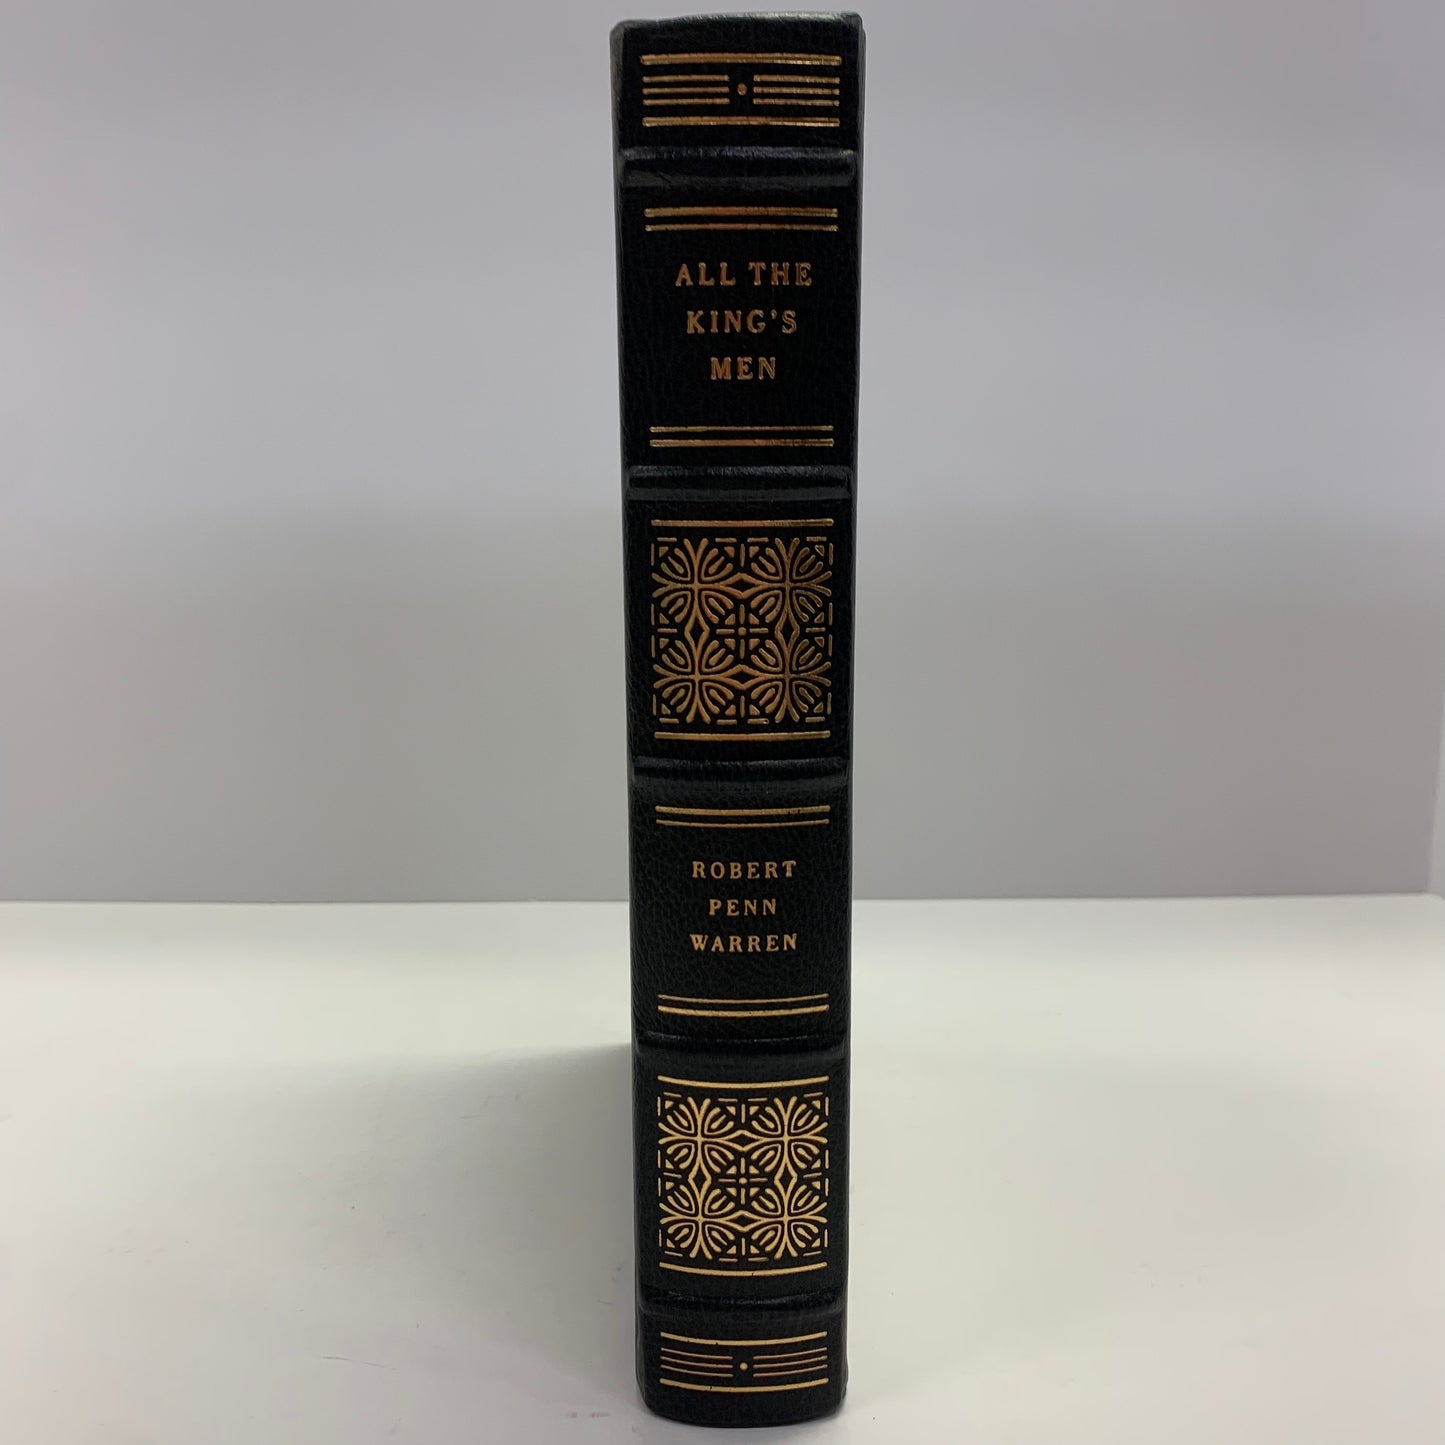 ALL THE
KING'S
MEN
ROBERT
PENN
WARREN